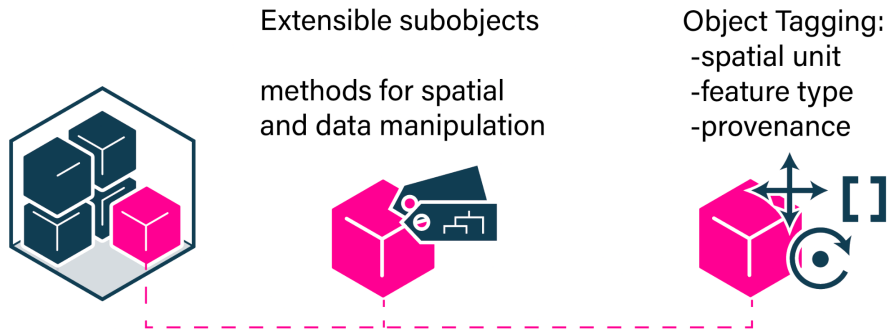 Extensible subobjects
methods for spatial
and data manipulation
Object Tagging:
-spatial unit
-feature type
-provenance
[ ]